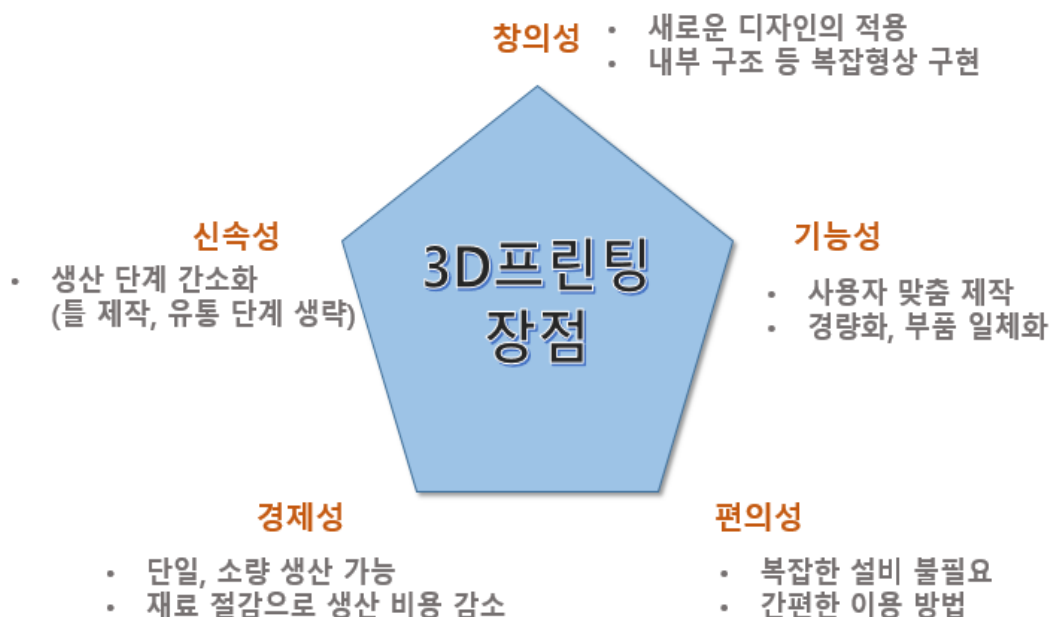 창의성
• 새로운 디자인의 적용
• 내부 구조 등 복잡형상 구현
신속성
• 생산 단계 간소화
(틀 제작, 유통 단계 생략)
3D프린팅
장점
기능성
• 사용자 맞춤 제작
• 경량화, 부품 일체화
경제성
• 단일, 소량 생산 가능
• 재료 절감으로 생산 비용 감소
편의성
• 복잡한 설비 불필요
• 간편한 이용 방법